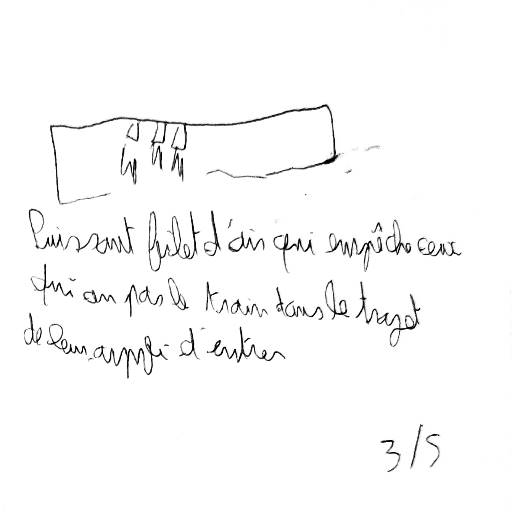 Puissant filet d'air qui empêche ceux
qui on pas le train dans le trajet
de leur appli d'entrer
3/5